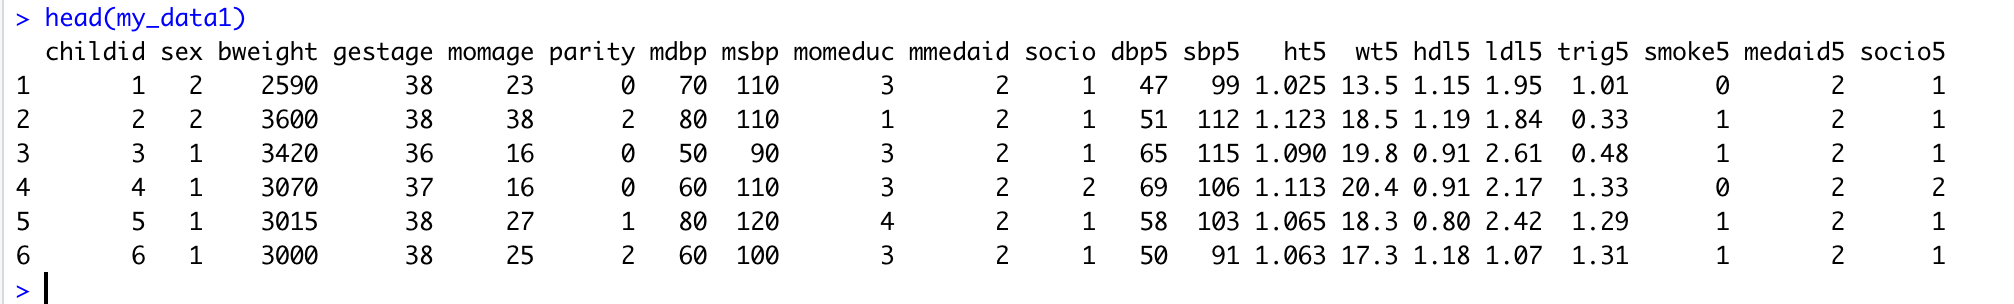 > head(my_data1)
  childid sex bweight gestage momage parity mdbp msbp momeduc mmedaid socio dbp5 sbp5   ht5  wt5 hdl5 ldl5 trig5 smoke5 medaid5 socio5
1       1   2    2590      38     23      0   70  110       3       2     1   47   99 1.025 13.5 1.15 1.95  1.01      0       2      1
2       2   2    3600      38     38      2   80  110       1       2     1   51  112 1.123 18.5 1.19 1.84  0.33      1       2      1
3       3   1    3420      36     16      0   50   90       3       2     1   65  115 1.090 19.8 0.91 2.61  0.48      1       2      1
4       4   1    3070      37     16      0   60  110       3       2     2   69  106 1.113 20.4 0.91 2.17  1.33      0       2      2
5       5   1    3015      38     27      1   80  120       4       2     1   58  103 1.065 18.3 0.80 2.42  1.29      1       2      1
6       6   1    3000      38     25      2   60  100       3       2     1   50   91 1.063 17.3 1.18 1.07  1.31      1       2      1
>